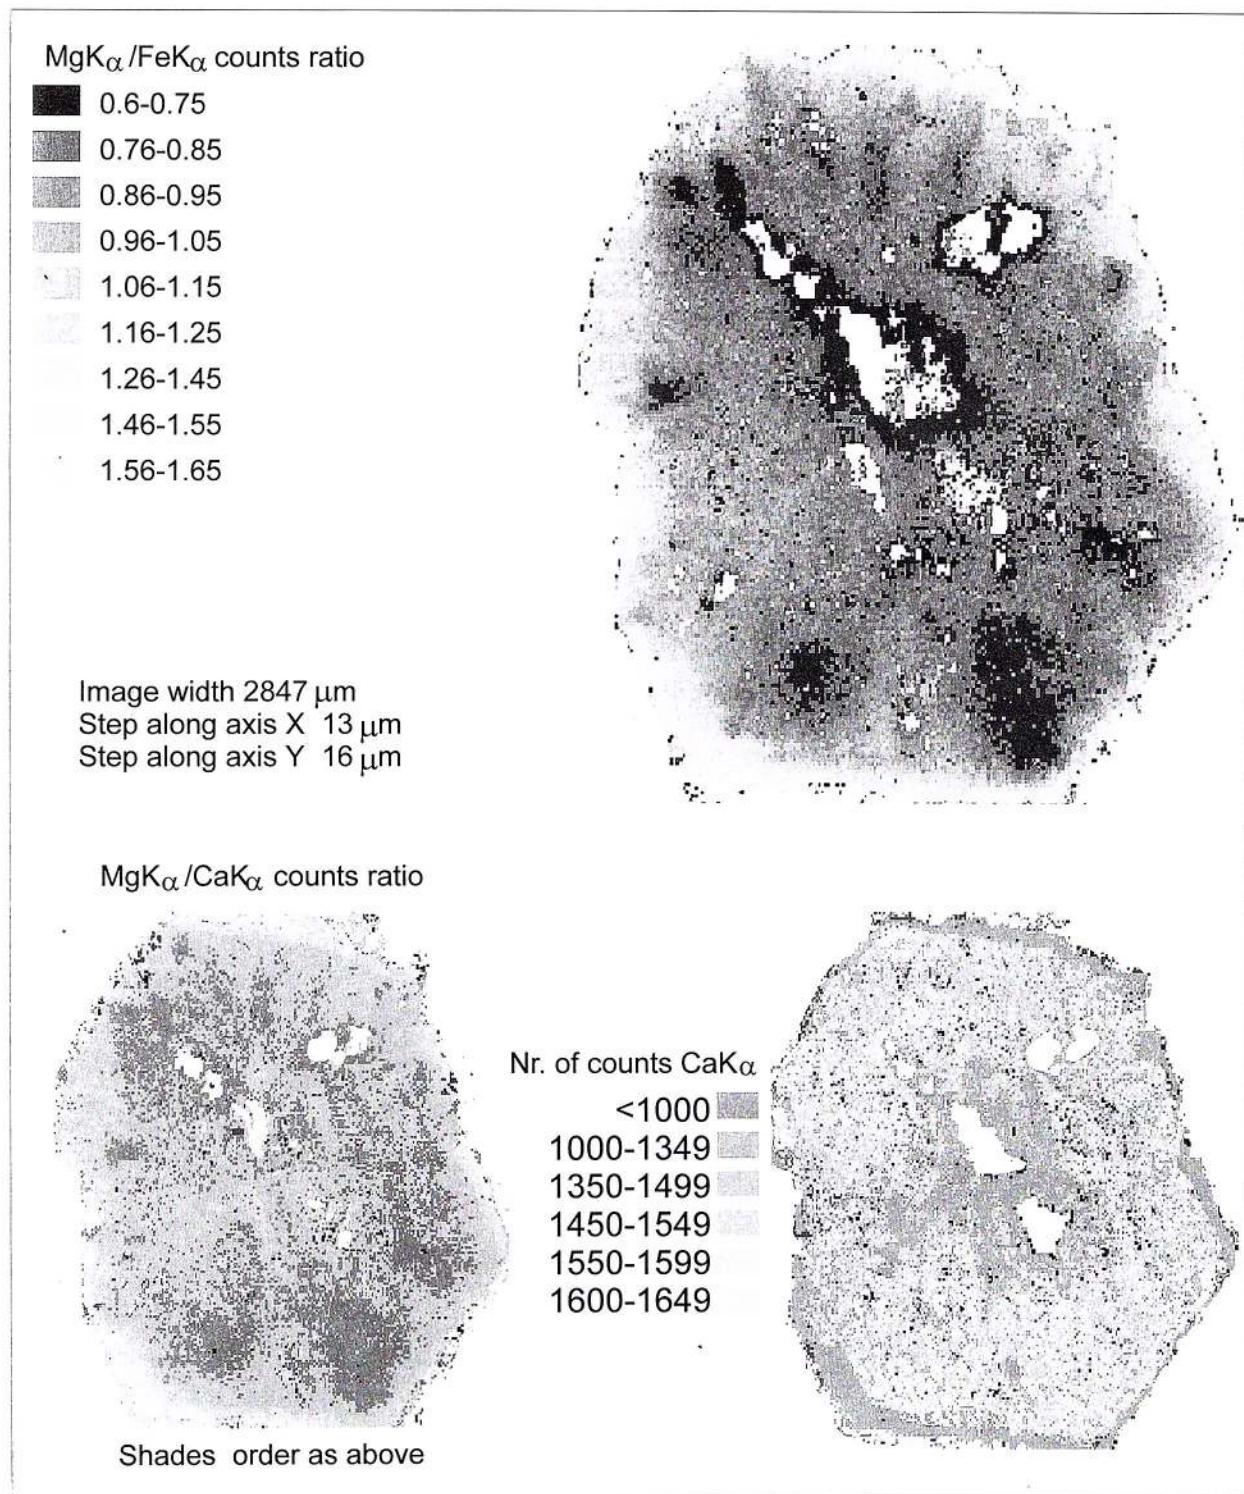 MgKα/FeKα counts ratio
0.6-0.75
0.76-0.85
0.86-0.95
0.96-1.05
1.06-1.15
1.16-1.25
1.26-1.45
1.46-1.55
1.56-1.65
Image width 2847 μm
Step along axis X 13 μm
Step along axis Y 16 μm
MgKα/CaKα counts ratio
Shades order as above
Nr. of counts CaKα
<1000
1000-1349
1350-1499
1450-1549
1550-1599
1600-1649